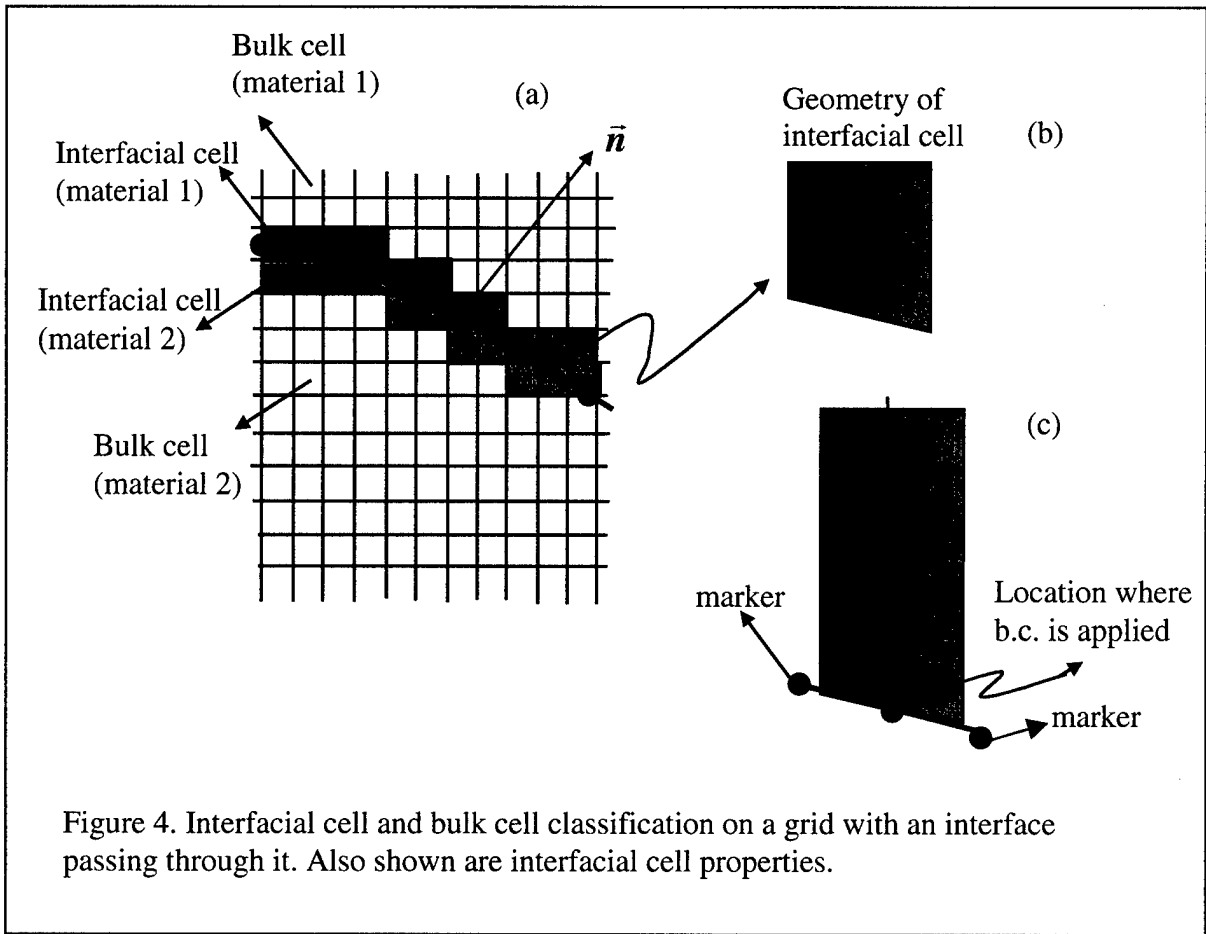 Bulk cell
(material 1)
(a)
Interfacial cell
(material 1)
n
Interfacial cell
(material 2)
Bulk cell
(material 2)
Geometry of
interfacial cell
(b)
(c)
marker
Location where
b.c. is applied
marker
Figure 4. Interfacial cell and bulk cell classification on a grid with an interface
passing through it. Also shown are interfacial cell properties.